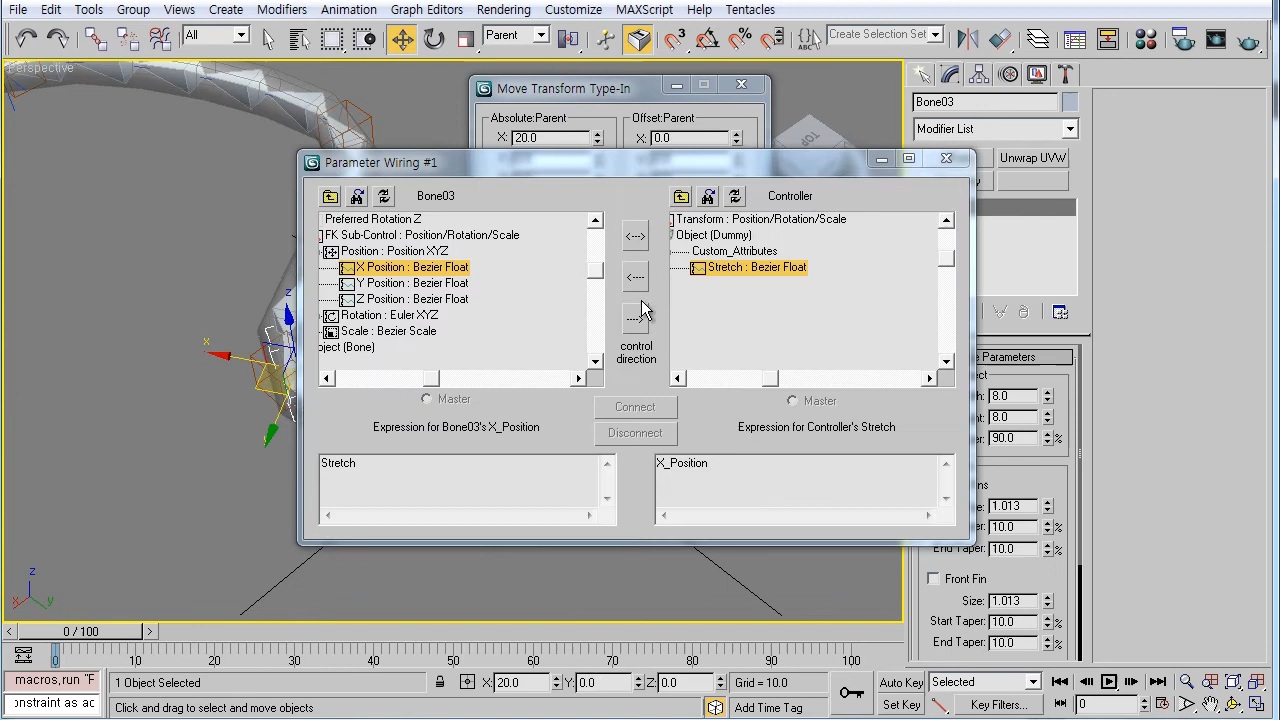 File Edit Tools Group Views Create Modifiers Animation Graph Editors Rendering Customize MAXScript Help Tentacles
All
Parent
3
Create Selection Set
Perspective
Move Transform Type-In
Absolute:Parent
Offset:Parent
X: 20.0
X: 0.0
TOP
Bone03
Modifier List
Unwrap UVW
Parameter Wiring #1
Bone03
Controller
Preferred Rotation Z
FK Sub-Control : Position/Rotation/Scale
Position : Position XYZ
X Position : Bezier Float
Y Position : Bezier Float
Z Position : Bezier Float
Rotation : Euler XYZ
Scale : Bezier Scale
bject (Bone)
Transform : Position/Rotation/Scale
Object (Dummy)
Custom_Attributes
Stretch : Bezier Float
control
direction
Master
Master
Connect
Disconnect
Expression for Bone03's X_Position
Expression for Controller's Stretch
Stretch
X_Position
Parameters
8.0
8.0
90.0 %
1.013
10.0 %
End Taper: 10.0 %
Front Fin
Size: 1.013
Start Taper: 10.0 %
End Taper: 10.0 %
z
x
z
x
y
0 / 100
0 10 20 30 40 50 60 70 80 90 100
macros,run "F
onstraint as ac
1 Object Selected
X: 20.0 Y: 0.0 Z: 0.0
Grid = 10.0
Click and drag to select and move objects
Add Time Tag
Auto Key
Set Key
Selected
Key Filters...
0